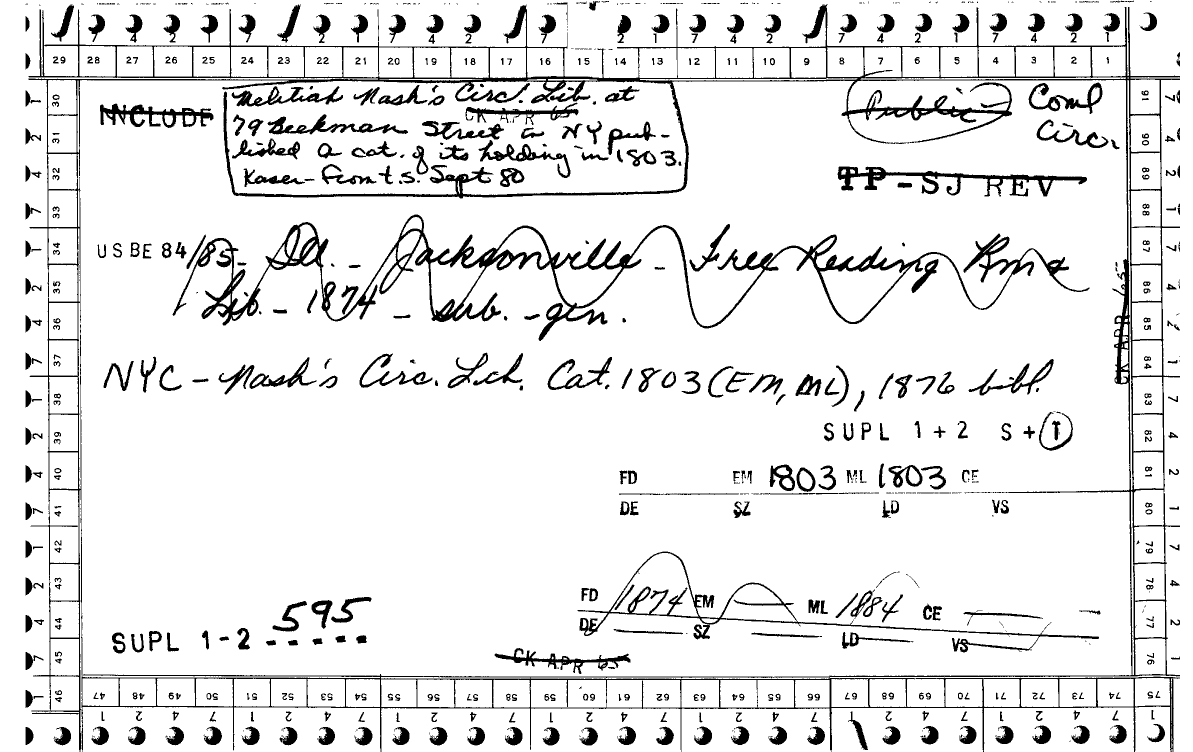 7 4 2 1 7 4 2 1 7 4 2 1 7 2 1 7 4 2 1 7 4 2 1 7 4 2 1
29 28 27 26 25 24 23 22 21 20 19 18 17 16 15 14 13 12 11 10 9 8 7 6 5 4 3 2 1
INCLUDE
Melitiah Nash's Circ. Lib. at
CK APR 65
79 Beekman Street in NY pub-
lished a cat. of its holding in 1803.
Kaser - From t.s. Sept 80
Public Coml
Circ.
TP - SJ REV
USBE 84/85 - Ill. - Jacksonville - Free Reading Rm &
Lib. - 1874 - sub. - gen.
NYC - Nash's Circ. Lib. Cat. 1803 (EM, ML), 1876 bibl.
SUPL 1 + 2 S + 1
FD EM 1803 ML 1803 CE
DE SZ LD VS
FD 1874 EM ML 1884 CE
DE SZ LD VS
595
SUPL 1-2
CK APR 65
CK APR 65
30 31 32 33 34 35 36 37 38 39 40 41 42 43 44 45 46
91 90 89 88 87 86 85 84 83 82 81 80 79 78 77 76 75
47 48 49 50 51 52 53 54 55 56 57 58 59 60 61 62 63 64 65 66 67 68 69 70 71 72 73 74
1 2 4 7 1 2 4 7 1 2 4 7 1 2 4 7 1 2 4 7 1 2 4 7 1 2 4 7